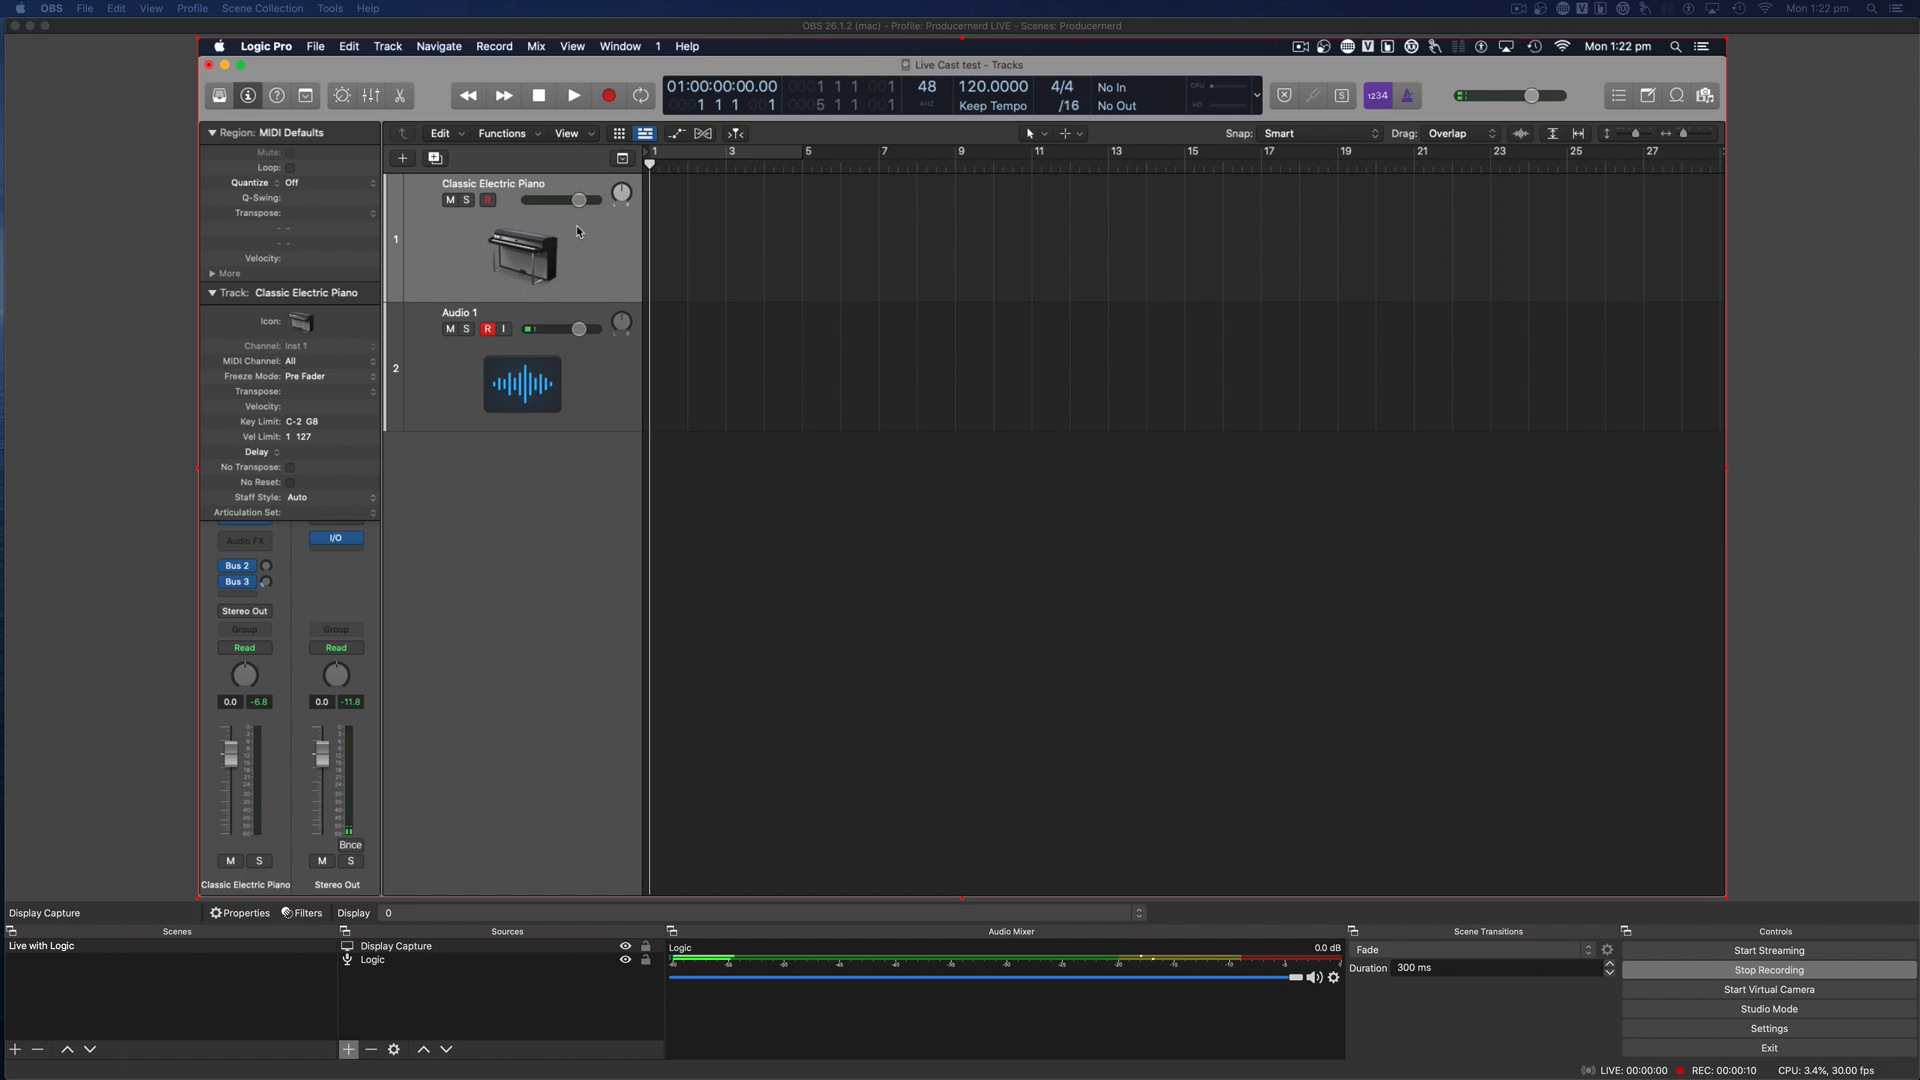 OBS File Edit View Profile Scene Collection Tools Help Mon 1:22 pm
OBS 26.1.2 (mac) - Profile: Producernerd LIVE - Scenes: Producernerd
Logic Pro File Edit Track Navigate Record Mix View Window 1 Help Mon 1:22 pm
Live Cast test - Tracks
01:00:00:00.00 0001 1 1 001 48 120.0000 4/4 No In CPU
0001 1 1 001 0005 1 1 001 KHZ Keep Tempo /16 No Out HD
1234
Region: MIDI Defaults
Edit Functions View Snap: Smart Drag: Overlap
Mute:
Loop:
Quantize Off
Q-Swing:
Transpose:
Velocity:
More
Track: Classic Electric Piano
Icon:
Channel: Inst 1
MIDI Channel: All
Freeze Mode: Pre Fader
Transpose:
Velocity:
Key Limit: C-2 G8
Vel Limit: 1 127
Delay
No Transpose:
No Reset:
Staff Style: Auto
Articulation Set:
1 3 5 7 9 11 13 15 17 19 21 23 25 27
Classic Electric Piano
M S R
1
Audio 1
M S R I
2
Audio FX I/O
Bus 2
Bus 3
Stereo Out
Group Group
Read Read
0.0 -6.8 0.0 -11.8
Bnce
M S M S
Classic Electric Piano Stereo Out
Display Capture Properties Filters Display 0
Scenes Sources Audio Mixer Scene Transitions Controls
Live with Logic
Display Capture
Logic
Logic 0.0 dB
Fade
Duration 300 ms
Start Streaming
Stop Recording
Start Virtual Camera
Studio Mode
Settings
Exit
LIVE: 00:00:00 REC: 00:00:10 CPU: 3.4%, 30.00 fps